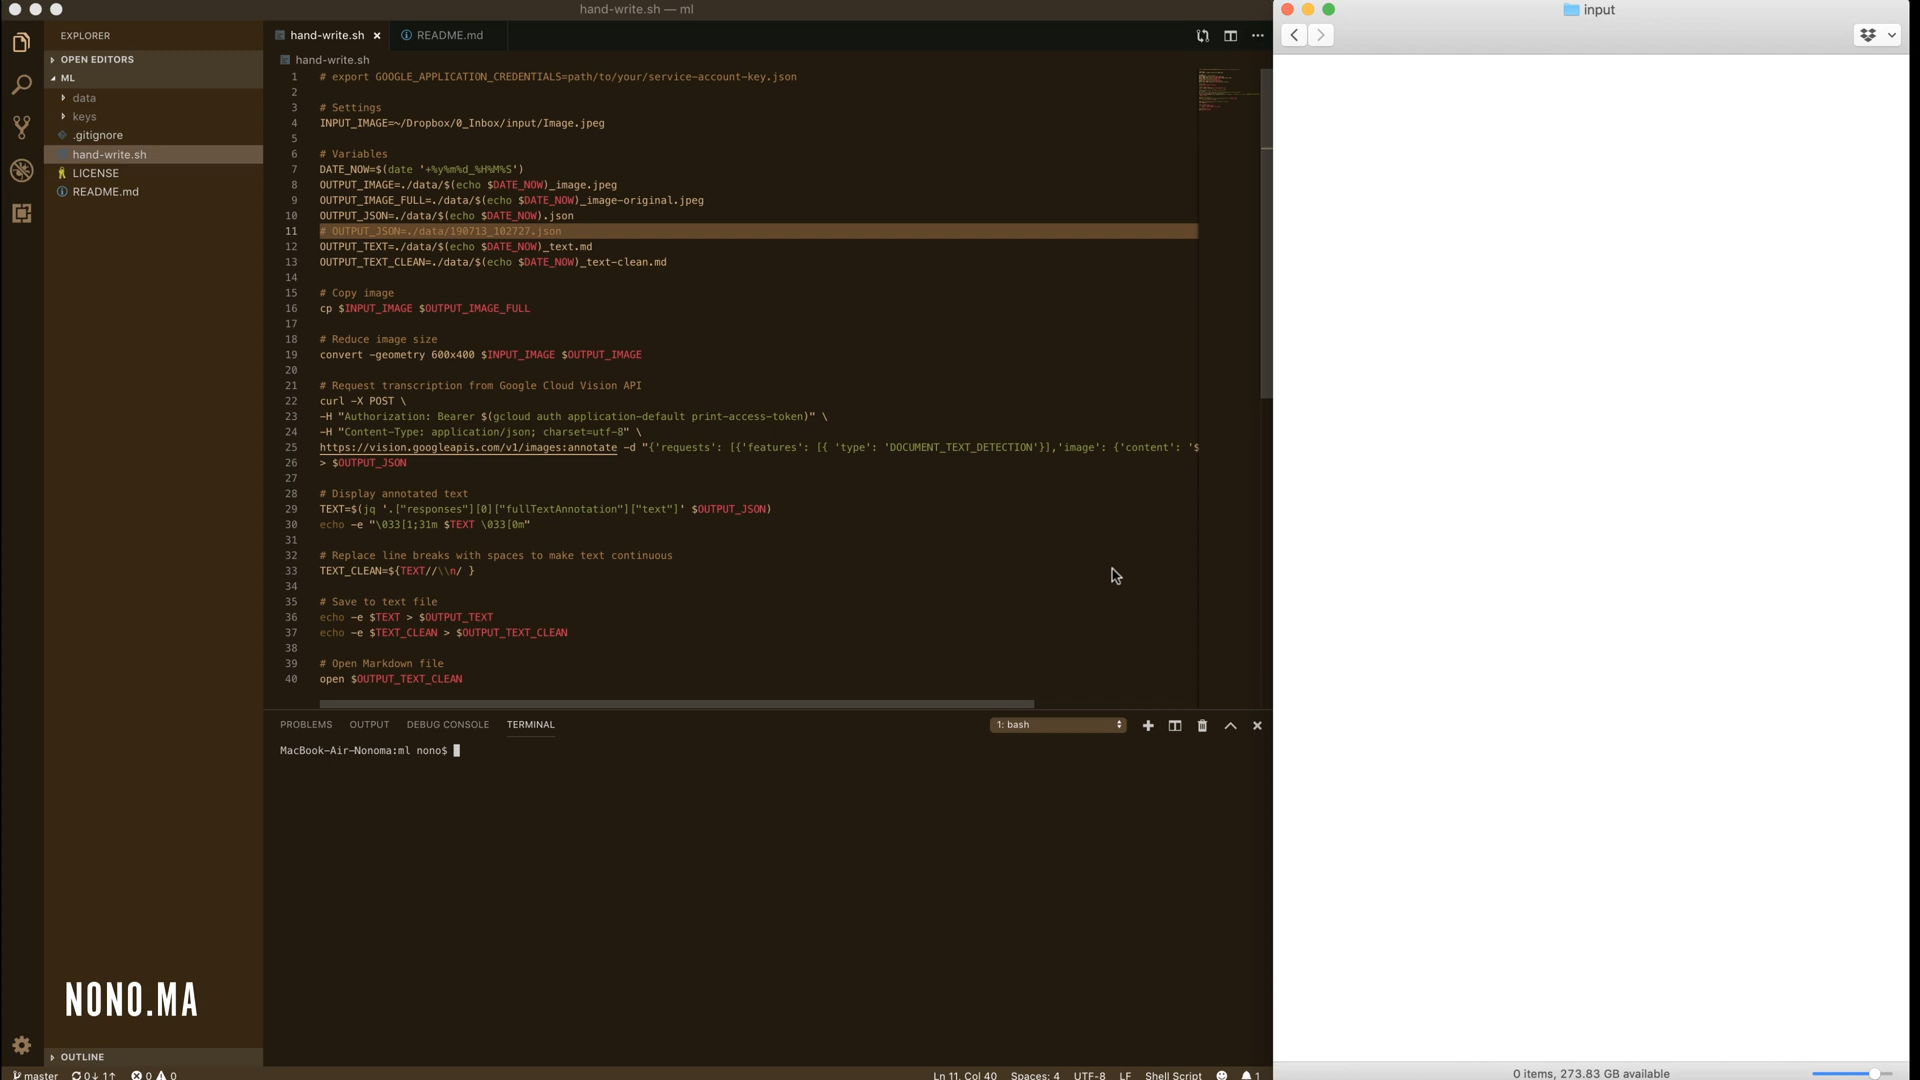 hand-write.sh — ml
input
EXPLORER
OPEN EDITORS
ML
data
keys
.gitignore
hand-write.sh
LICENSE
README.md
hand-write.sh
README.md
hand-write.sh
1 # export GOOGLE_APPLICATION_CREDENTIALS=path/to/your/service-account-key.json
2
3 # Settings
4 INPUT_IMAGE=~/Dropbox/0_Inbox/input/Image.jpeg
5
6 # Variables
7 DATE_NOW=$(date '+%y%m%d_%H%M%S')
8 OUTPUT_IMAGE=./data/$(echo $DATE_NOW)_image.jpeg
9 OUTPUT_IMAGE_FULL=./data/$(echo $DATE_NOW)_image-original.jpeg
10 OUTPUT_JSON=./data/$(echo $DATE_NOW).json
11 # OUTPUT_JSON=./data/190713_102727.json
12 OUTPUT_TEXT=./data/$(echo $DATE_NOW)_text.md
13 OUTPUT_TEXT_CLEAN=./data/$(echo $DATE_NOW)_text-clean.md
14
15 # Copy image
16 cp $INPUT_IMAGE $OUTPUT_IMAGE_FULL
17
18 # Reduce image size
19 convert -geometry 600x400 $INPUT_IMAGE $OUTPUT_IMAGE
20
21 # Request transcription from Google Cloud Vision API
22 curl -X POST \
23 -H "Authorization: Bearer $(gcloud auth application-default print-access-token)" \
24 -H "Content-Type: application/json; charset=utf-8" \
25 https://vision.googleapis.com/v1/images:annotate -d "{'requests': [{'features': [{ 'type': 'DOCUMENT_TEXT_DETECTION'}],'image': {'content': '$
26 > $OUTPUT_JSON
27
28 # Display annotated text
29 TEXT=$(jq '.["responses"][0]["fullTextAnnotation"]["text"]' $OUTPUT_JSON)
30 echo -e "\033[1;31m $TEXT \033[0m"
31
32 # Replace line breaks with spaces to make text continuous
33 TEXT_CLEAN=${TEXT//\\n/ }
34
35 # Save to text file
36 echo -e $TEXT > $OUTPUT_TEXT
37 echo -e $TEXT_CLEAN > $OUTPUT_TEXT_CLEAN
38
39 # Open Markdown file
40 open $OUTPUT_TEXT_CLEAN
PROBLEMS OUTPUT DEBUG CONSOLE TERMINAL
1: bash
MacBook-Air-Nonoma:ml nono$
NONO.MA
OUTLINE
master 0↓ 1↑ 0 0
Ln 11, Col 40 Spaces: 4 UTF-8 LF Shell Script 1
0 items, 273.83 GB available